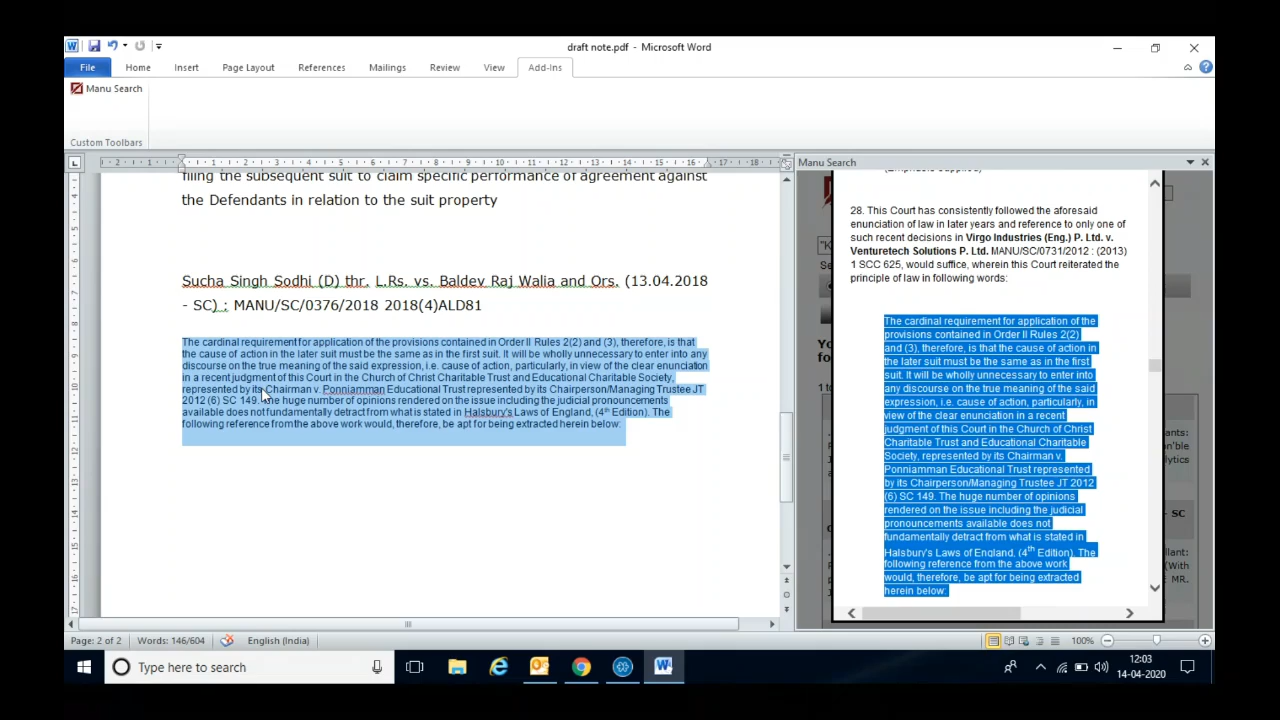 draft note.pdf - Microsoft Word
File Home Insert Page Layout References Mailings Review View Add-Ins
Manu Search
Custom Toolbars
filing the subsequent suit to claim specific performance of agreement against
the Defendants in relation to the suit property
Sucha Singh Sodhi (D) thr. L.Rs. vs. Baldev Raj Walia and Ors. (13.04.2018
- SC) : MANU/SC/0376/2018 2018(4)ALD81
The cardinal requirement for application of the provisions contained in Order II Rules 2(2) and (3), therefore, is that
the cause of action in the later suit must be the same as in the first suit. It will be wholly unnecessary to enter into any
discourse on the true meaning of the said expression, i.e. cause of action, particularly, in view of the clear enunciation
in a recent judgment of this Court in the Church of Christ Charitable Trust and Educational Charitable Society,
represented by its Chairman v. Ponniamman Educational Trust represented by its Chairperson/Managing Trustee JT
2012 (6) SC 149. The huge number of opinions rendered on the issue including the judicial pronouncements
available does not fundamentally detract from what is stated in Halsbury's Laws of England, (4th Edition). The
following reference from the above work would, therefore, be apt for being extracted herein below:
Manu Search
28. This Court has consistently followed the aforesaid
enunciation of law in later years and reference to only one of
such recent decisions in Virgo Industries (Eng.) P. Ltd. v.
Venturetech Solutions P. Ltd. MANU/SC/0731/2012 : (2013)
1 SCC 625, would suffice, wherein this Court reiterated the
principle of law in following words:
The cardinal requirement for application of the
provisions contained in Order II Rules 2(2)
and (3), therefore, is that the cause of action in
the later suit must be the same as in the first
suit. It will be wholly unnecessary to enter into
any discourse on the true meaning of the said
expression, i.e. cause of action, particularly, in
view of the clear enunciation in a recent
judgment of this Court in the Church of Christ
Charitable Trust and Educational Charitable
Society, represented by its Chairman v.
Ponniamman Educational Trust represented
by its Chairperson/Managing Trustee JT 2012
(6) SC 149. The huge number of opinions
rendered on the issue including the judicial
pronouncements available does not
fundamentally detract from what is stated in
Halsbury's Laws of England, (4th Edition). The
following reference from the above work
would, therefore, be apt for being extracted
herein below:
Page: 2 of 2 Words: 146/604 English (India) 100%
Type here to search
12:03
14-04-2020